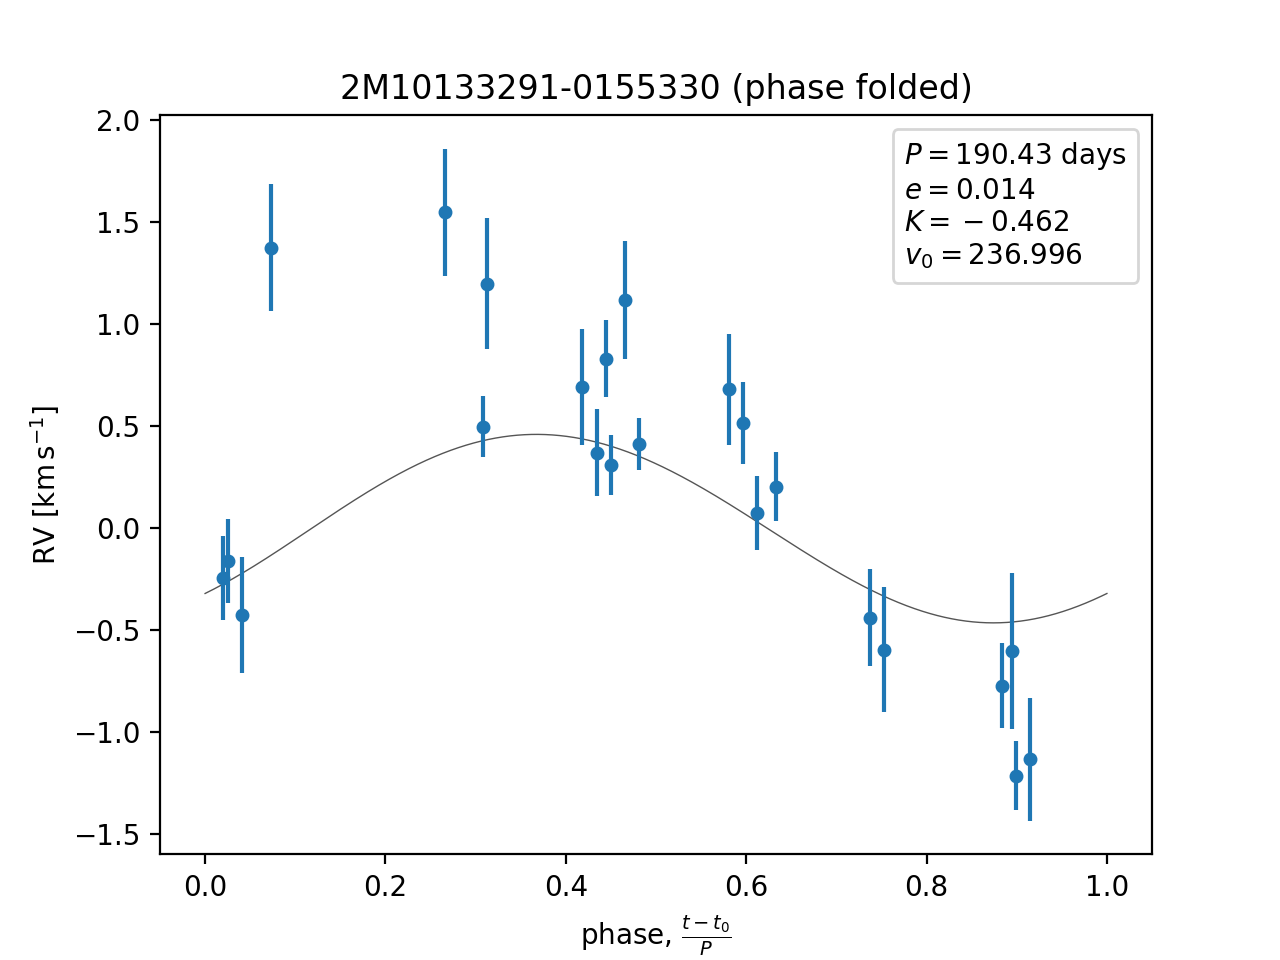 2M10133291-0155330 (phase folded)
P = 190.43 days
e = 0.014
K = −0.462
v₀ = 236.996
RV [km s⁻¹]
2.0
1.5
1.0
0.5
0.0
−0.5
−1.0
−1.5
0.0 0.2 0.4 0.6 0.8 1.0
phase, (t − t₀)/P